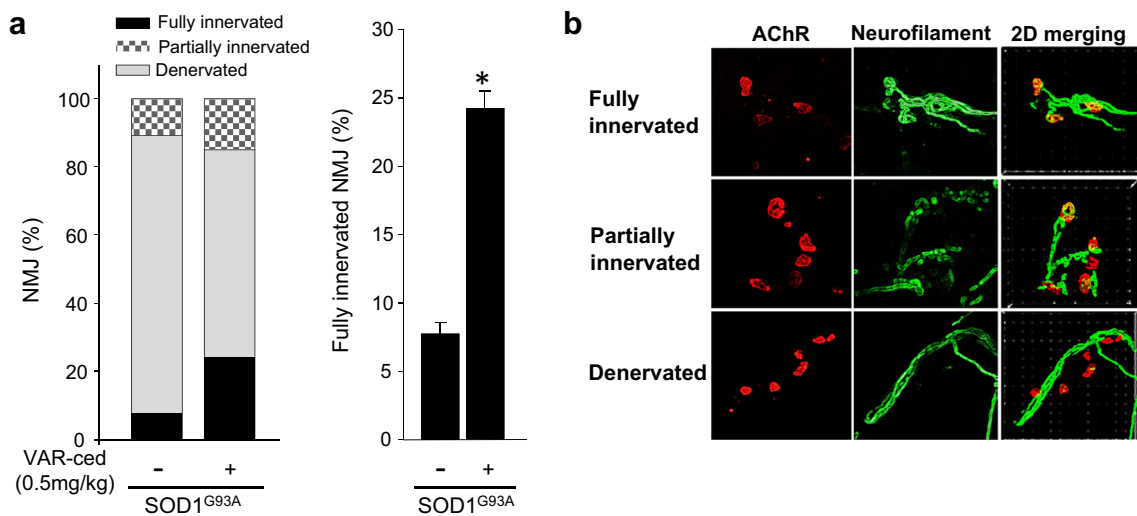 a
Fully innervated
Partially innervated
Denervated
NMJ (%)
100
80
60
40
20
0
VAR-ced
(0.5mg/kg)
-
+
SOD1G93A
Fully innervated NMJ (%)
30
25
20
15
10
5
0
*
-
+
SOD1G93A
b
AChR
Neurofilament
2D merging
Fully
innervated
Partially
innervated
Denervated